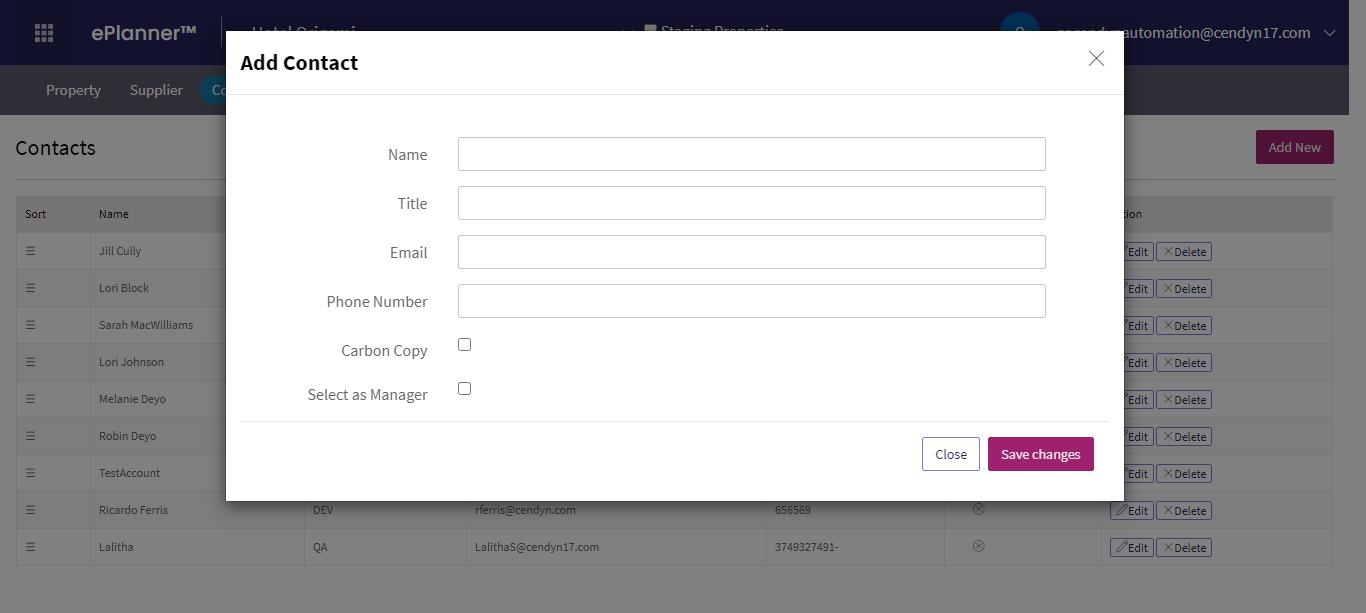 ePlanner™ Hotel Origami Staging Properties automation@cendyn17.com
Add Contact
Property Supplier Co
Contacts
Add New
Name
Title
Email
Phone Number
Carbon Copy
Select as Manager
Close Save changes
Sort Name
Jill Cully Edit Delete
Lori Block Edit Delete
Sarah MacWilliams Edit Delete
Lori Johnson Edit Delete
Melanie Deyo Edit Delete
Robin Deyo Edit Delete
TestAccount Edit Delete
Ricardo Ferris DEV rferris@cendyn.com 656569 Edit Delete
Lalitha QA LalithaS@cendyn17.com 3749327491- Edit Delete